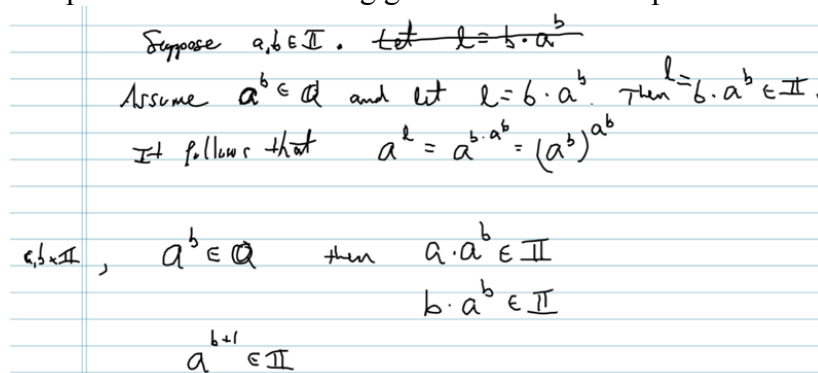 Suppose a,b ∈ 𝕀. ~~Let l = b·a^b~~
Assume a^b ∈ ℚ and let l = b·a^b. Then l = b·a^b ∈ 𝕀.
It follows that a^l = a^{b·a^b} = (a^b)^{a^b}
a,b ∈ 𝕀, a^b ∈ ℚ then a·a^b ∈ 𝕀
b·a^b ∈ 𝕀
a^{b+1} ∈ 𝕀